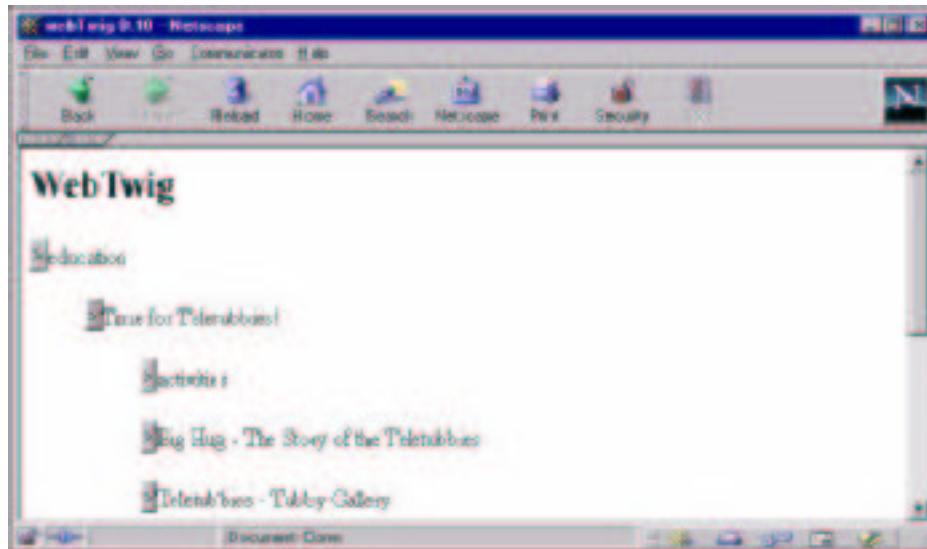 webTwig 0.10 - Netscape
File Edit View Go Communicator Help
Back Reload Home Search Netscape Print Security
N
WebTwig
education
Time for Teletubbies!
activities
Big Hug - The Story of the Teletubbies
Teletubbies - Tubby Gallery
Document: Done